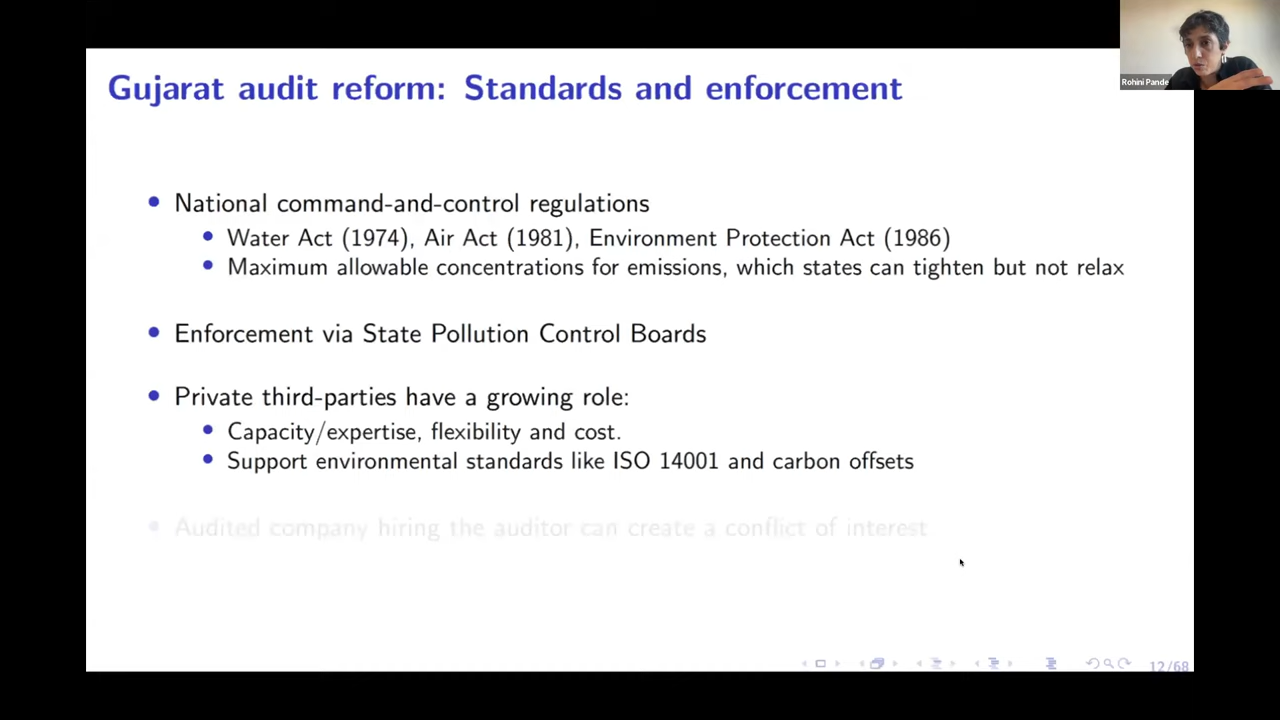 Rohini Pande
Gujarat audit reform: Standards and enforcement
National command-and-control regulations
Water Act (1974), Air Act (1981), Environment Protection Act (1986)
Maximum allowable concentrations for emissions, which states can tighten but not relax
Enforcement via State Pollution Control Boards
Private third-parties have a growing role:
Capacity/expertise, flexibility and cost.
Support environmental standards like ISO 14001 and carbon offsets
Audited company hiring the auditor can create a conflict of interest
12/68